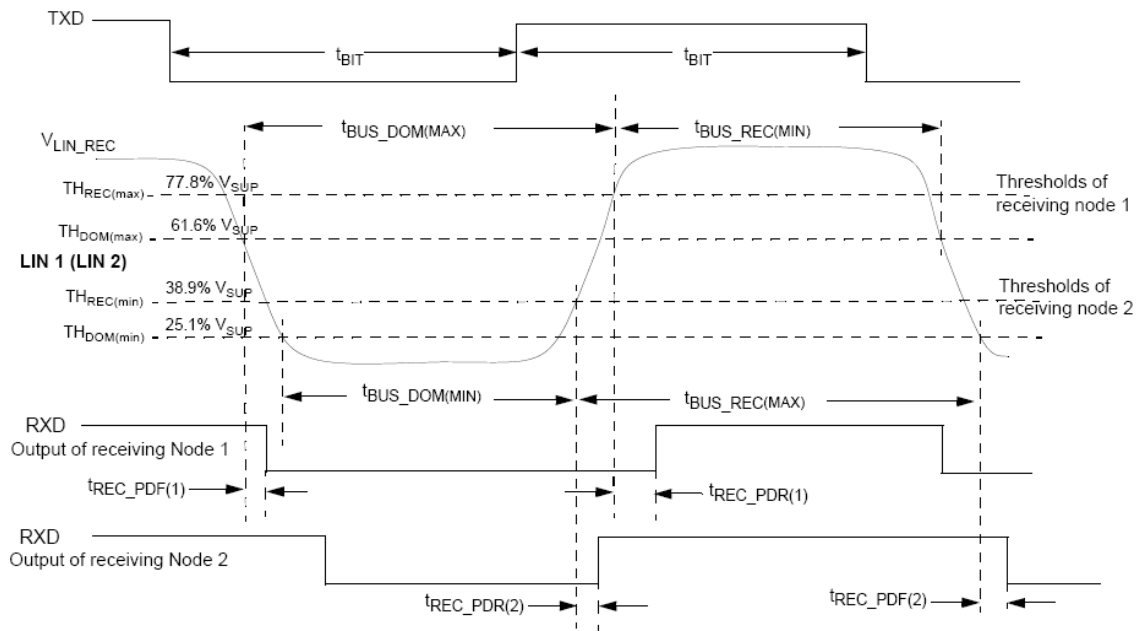 TXD
tBIT tBIT
tBUS_DOM(MAX) tBUS_REC(MIN)
VLIN_REC
THREC(max) 77.8% VSUP
Thresholds of
receiving node 1
THDOM(max) 61.6% VSUP
LIN 1 (LIN 2)
THREC(min) 38.9% VSUP
Thresholds of
receiving node 2
THDOM(min) 25.1% VSUP
tBUS_DOM(MIN) tBUS_REC(MAX)
RXD
Output of receiving Node 1
tREC_PDF(1) tREC_PDR(1)
RXD
Output of receiving Node 2
tREC_PDR(2) tREC_PDF(2)